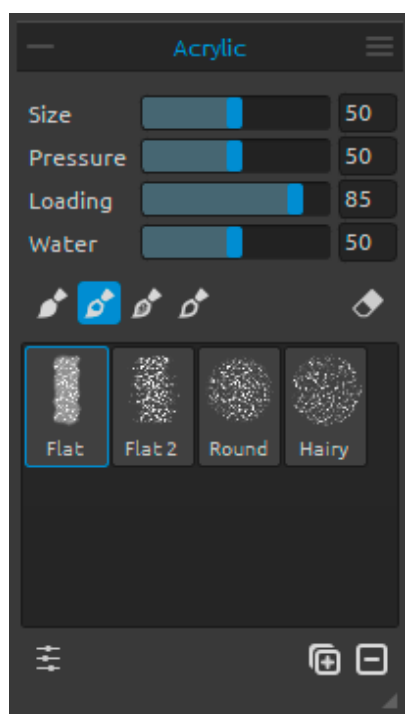 Acrylic
Size 50
Pressure 50
Loading 85
Water 50
Flat Flat 2 Round Hairy